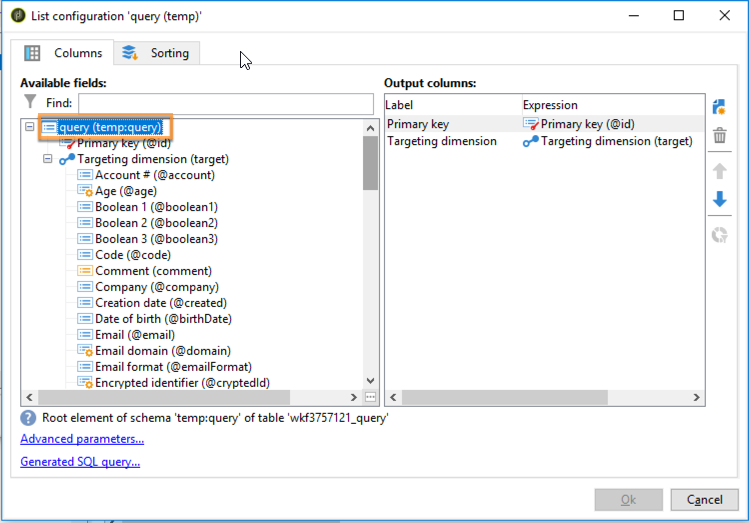 List configuration 'query (temp)'
Columns
Sorting
Available fields:
Find:
query (temp:query)
Primary key (@id)
Targeting dimension (target)
Account # (@account)
Age (@age)
Boolean 1 (@boolean1)
Boolean 2 (@boolean2)
Boolean 3 (@boolean3)
Code (@code)
Comment (comment)
Company (@company)
Creation date (@created)
Date of birth (@birthDate)
Email (@email)
Email domain (@domain)
Email format (@emailFormat)
Encrypted identifier (@cryptedId)
Output columns:
Label Expression
Primary key Primary key (@id)
Targeting dimension Targeting dimension (target)
Root element of schema 'temp:query' of table 'wkf3757121_query'
Advanced parameters...
Generated SQL query...
Ok Cancel